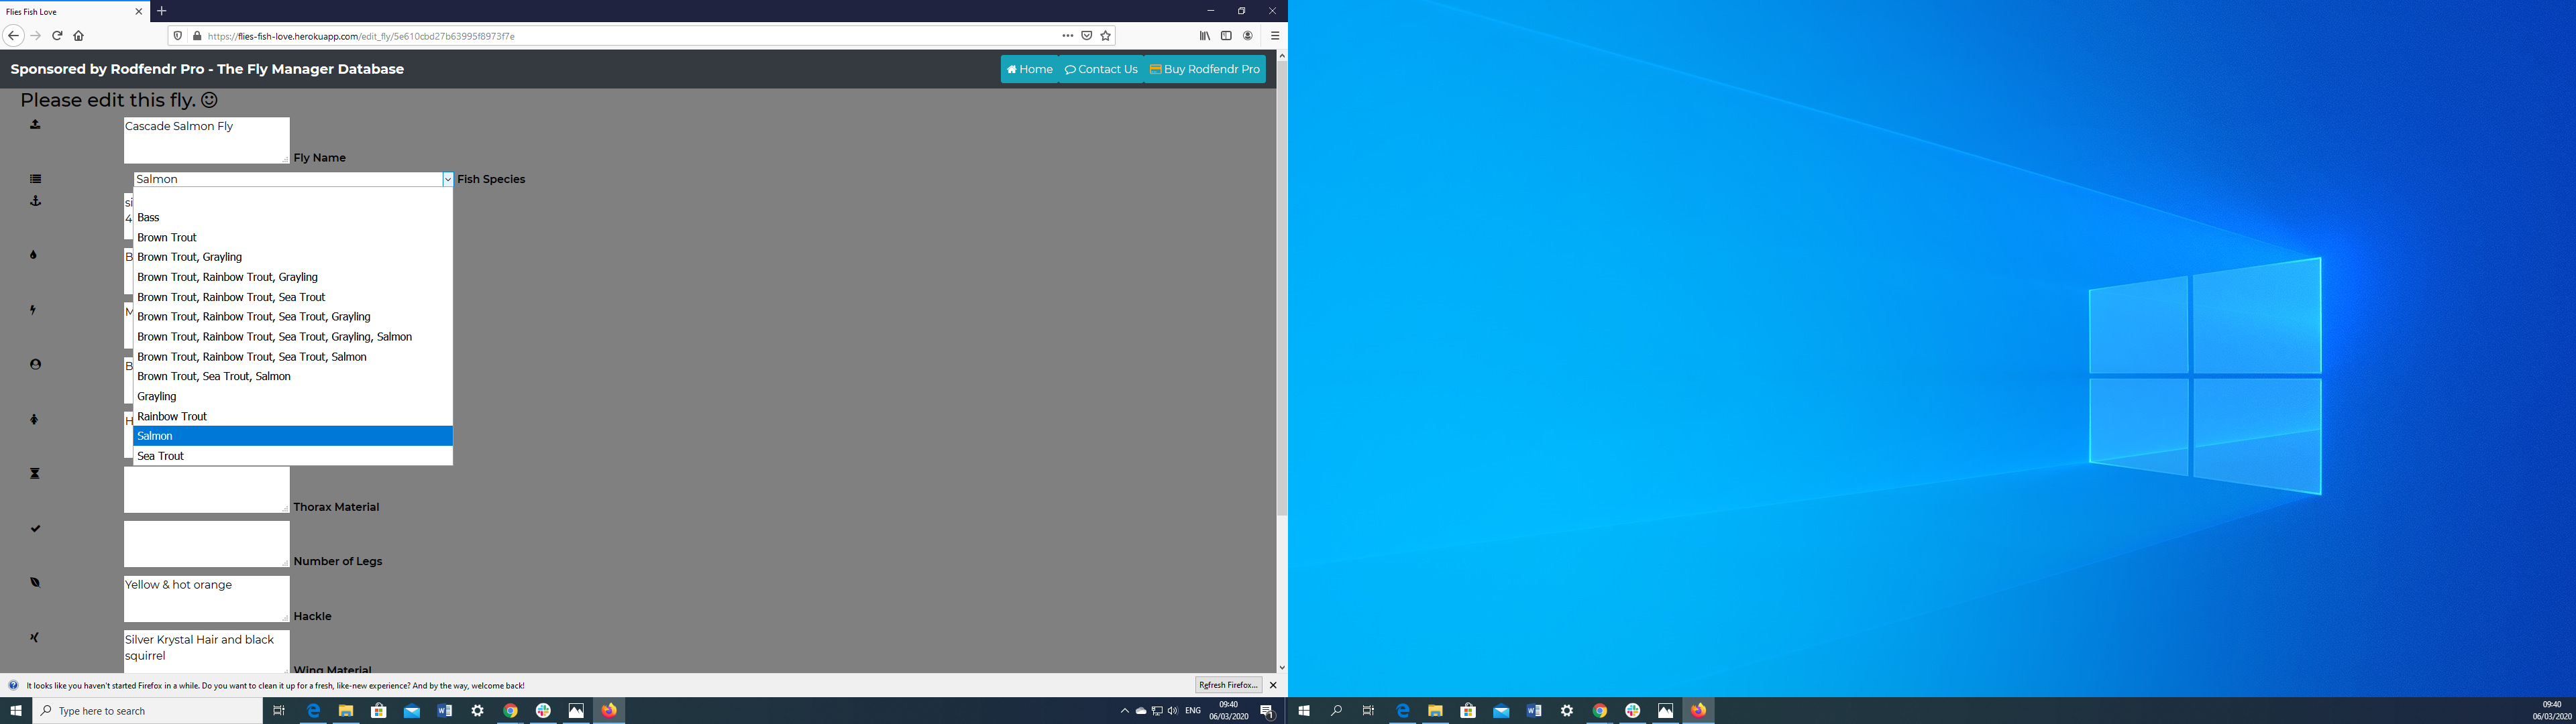 Flies Fish Love
https://flies-fish-love.herokuapp.com/edit_fly/5e610cbd27b63995f8973f7e
Sponsored by Rodfendr Pro - The Fly Manager Database
Home
Contact Us
Buy Rodfendr Pro
Please edit this fly.
Cascade Salmon Fly
Fly Name
Salmon
Fish Species
si
4
Bass
Brown Trout
B
Brown Trout, Grayling
Brown Trout, Rainbow Trout, Grayling
Brown Trout, Rainbow Trout, Sea Trout
M
Brown Trout, Rainbow Trout, Sea Trout, Grayling
Brown Trout, Rainbow Trout, Sea Trout, Grayling, Salmon
Brown Trout, Rainbow Trout, Sea Trout, Salmon
B
Brown Trout, Sea Trout, Salmon
Grayling
Rainbow Trout
H
Salmon
Sea Trout
Thorax Material
Number of Legs
Yellow & hot orange
Hackle
Silver Krystal Hair and black
squirrel
Wing Material
It looks like you haven't started Firefox in a while. Do you want to clean it up for a fresh, like-new experience? And by the way, welcome back!
Refresh Firefox...
Type here to search
ENG
09:40
06/03/2020
1
09:40
06/03/2020